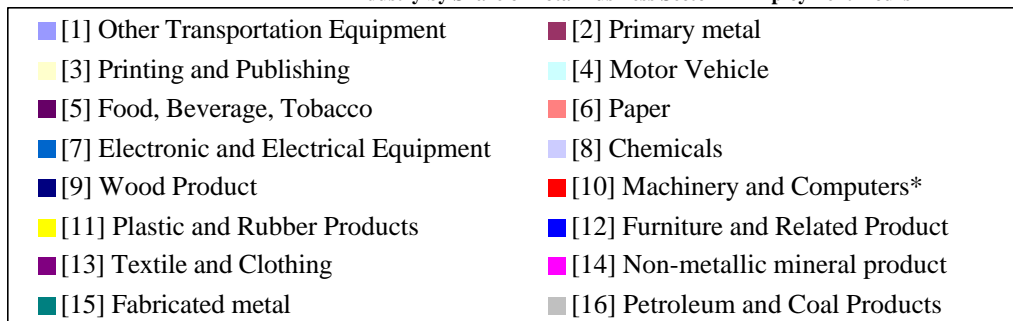 [1] Other Transportation Equipment [2] Primary metal
[3] Printing and Publishing [4] Motor Vehicle
[5] Food, Beverage, Tobacco [6] Paper
[7] Electronic and Electrical Equipment [8] Chemicals
[9] Wood Product [10] Machinery and Computers*
[11] Plastic and Rubber Products [12] Furniture and Related Product
[13] Textile and Clothing [14] Non-metallic mineral product
[15] Fabricated metal [16] Petroleum and Coal Products